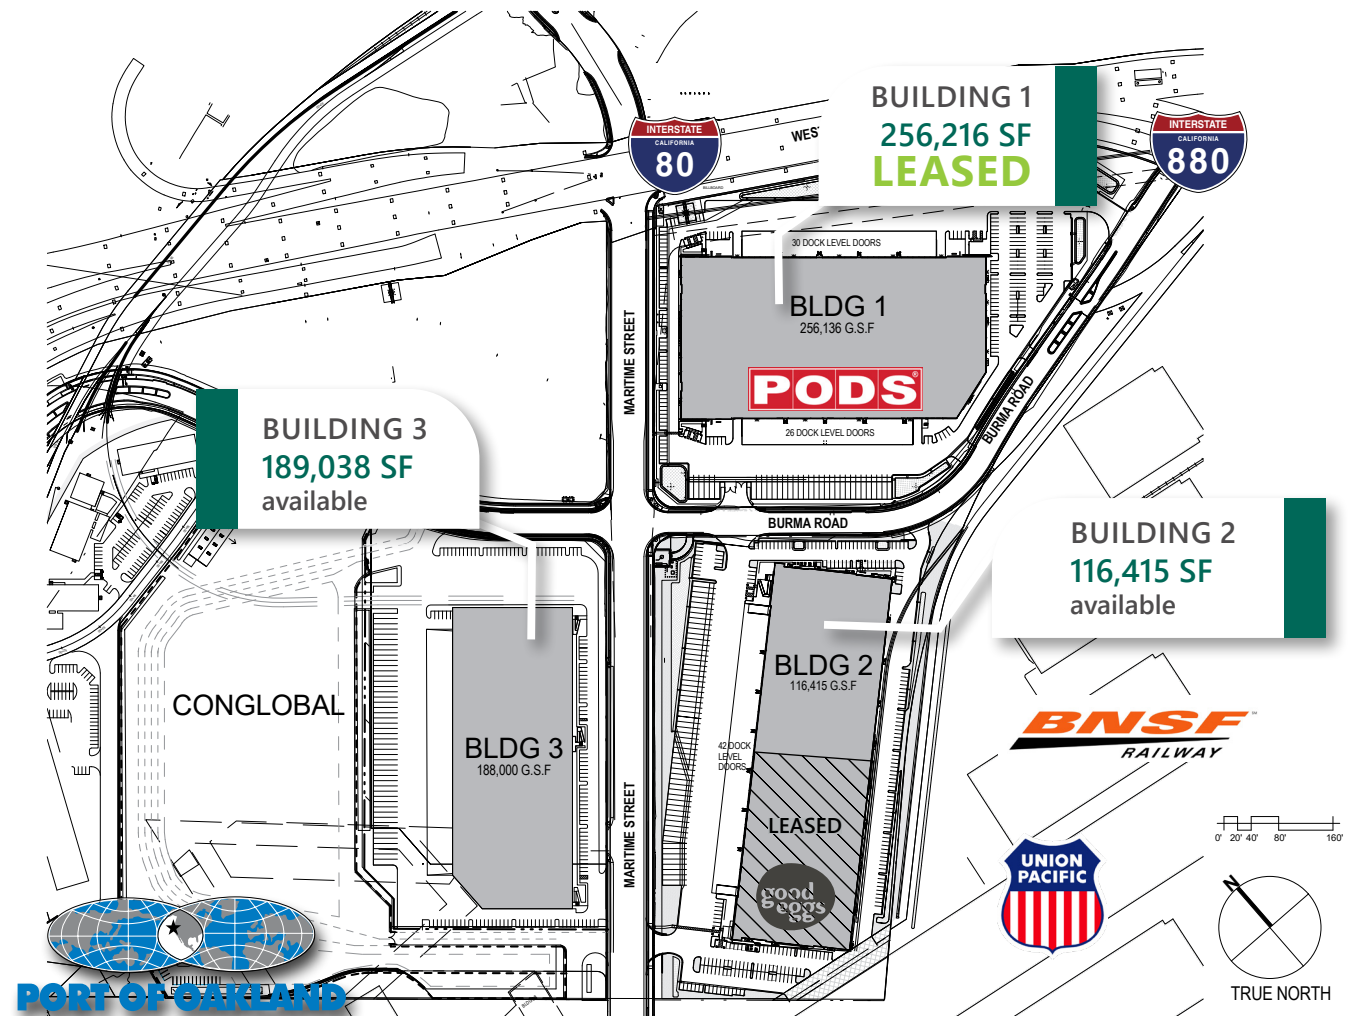 BUILDING 1
256,216 SF
LEASED
INTERSTATE
CALIFORNIA
80
INTERSTATE
CALIFORNIA
880
WEST
BILLBOARD
30 DOCK LEVEL DOORS
BLDG 1
256,136 G.S.F
PODS®
26 DOCK LEVEL DOORS
MARITIME STREET
BURMA ROAD
BURMA ROAD
BUILDING 3
189,038 SF
available
BUILDING 2
116,415 SF
available
BLDG 2
116,415 G.S.F
42 DOCK
LEVEL
DOORS
LEASED
good
eggs
CONGLOBAL
BLDG 3
188,000 G.S.F
MARITIME STREET
BNSF™
RAILWAY
UNION
PACIFIC
0' 20' 40' 80' 160'
N
TRUE NORTH
PORT OF OAKLAND